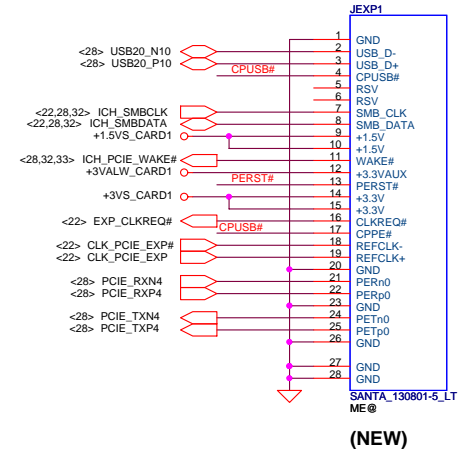 JEXP1
1 GND
<28> USB20_N10 2 USB_D-
<28> USB20_P10 3 USB_D+
CPUSB# 4 CPUSB#
5 RSV
6 RSV
<22,28,32> ICH_SMBCLK 7 SMB_CLK
<22,28,32> ICH_SMBDATA 8 SMB_DATA
+1.5VS_CARD1 9 +1.5V
10 +1.5V
<28,32,33> ICH_PCIE_WAKE# 11 WAKE#
+3VALW_CARD1 12 +3.3VAUX
PERST# 13 PERST#
+3VS_CARD1 14 +3.3V
15 +3.3V
<22> EXP_CLKREQ# 16 CLKREQ#
CPUSB# 17 CPPE#
<22> CLK_PCIE_EXP# 18 REFCLK-
<22> CLK_PCIE_EXP 19 REFCLK+
20 GND
<28> PCIE_RXN4 21 PERn0
<28> PCIE_RXP4 22 PERp0
23 GND
<28> PCIE_TXN4 24 PETn0
<28> PCIE_TXP4 25 PETp0
26 GND
27 GND
28 GND
SANTA_130801-5_LT
ME@
(NEW)